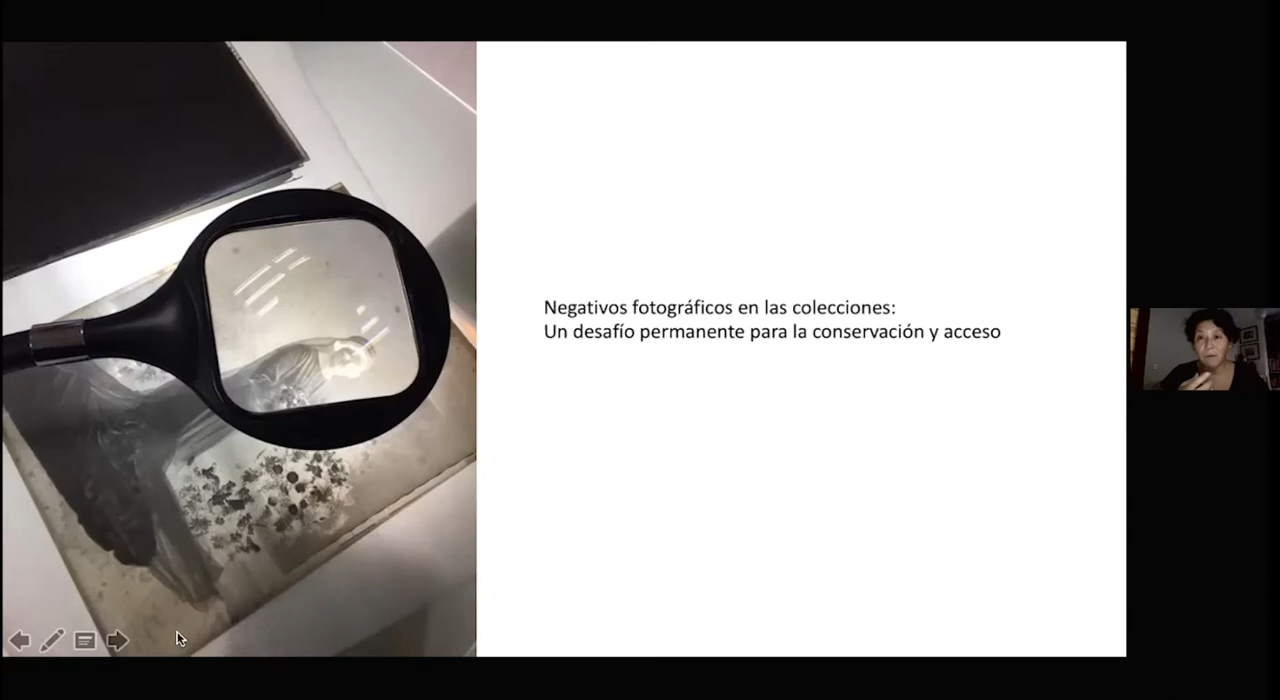 Negativos fotográficos en las colecciones:
Un desafío permanente para la conservación y acceso